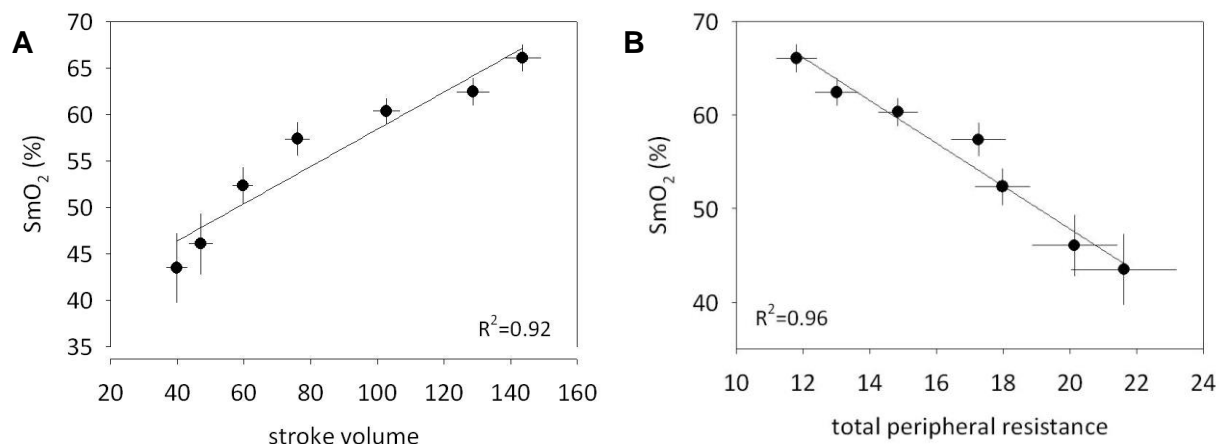 A
SmO₂ (%)
70
65
60
55
50
45
40
35
R²=0.92
20 40 60 80 100 120 140 160
stroke volume
B
SmO₂ (%)
70
60
50
40
R²=0.96
10 12 14 16 18 20 22 24
total peripheral resistance